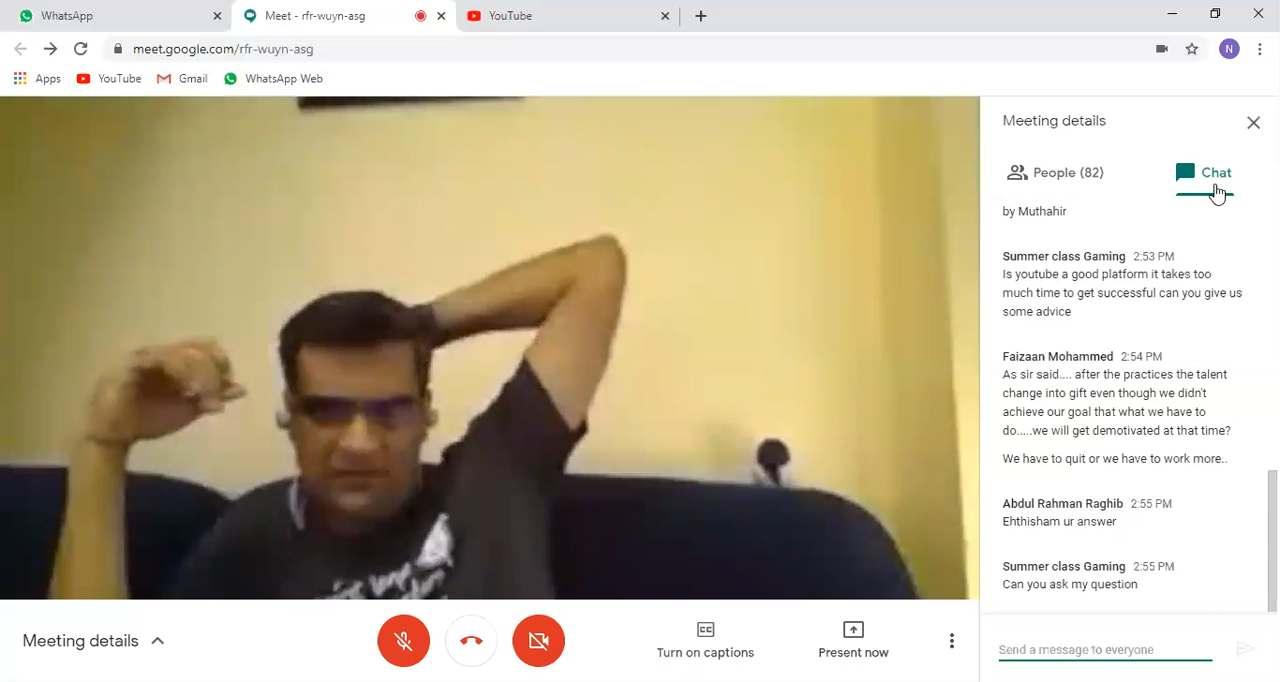 WhatsApp
Meet - rfr-wuyn-asg
YouTube
meet.google.com/rfr-wuyn-asg
N
Apps
YouTube
Gmail
WhatsApp Web
Meeting details
People (82)
Chat
by Muthahir
Summer class Gaming 2:53 PM
Is youtube a good platform it takes too
much time to get successful can you give us
some advice
Faizaan Mohammed 2:54 PM
As sir said.... after the practices the talent
change into gift even though we didn't
achieve our goal that what we have to
do.....we will get demotivated at that time?
We have to quit or we have to work more..
Abdul Rahman Raghib 2:55 PM
Ehthisham ur answer
Summer class Gaming 2:55 PM
Can you ask my question
Send a message to everyone
Meeting details
Turn on captions
Present now